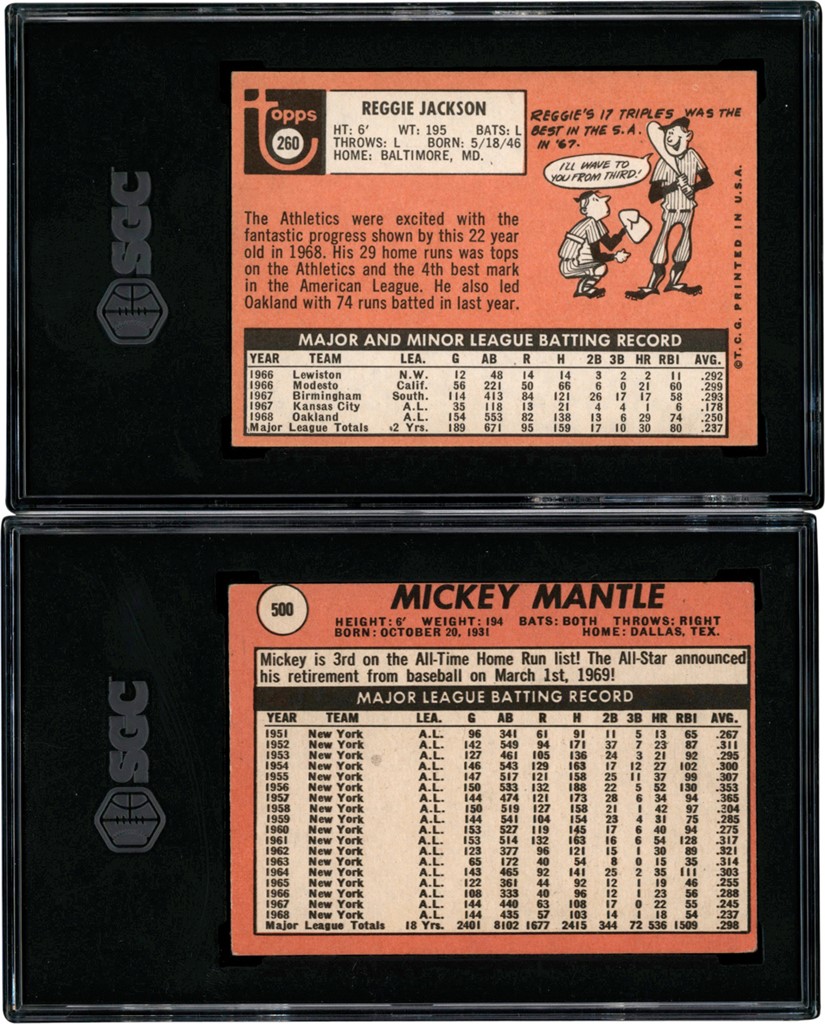 SGC
Topps
260
REGGIE JACKSON
HT: 6' WT: 195 BATS: L
THROWS: L BORN: 5/18/46
HOME: BALTIMORE, MD.
REGGIE'S 17 TRIPLES WAS THE
BEST IN THE S.A.
IN '67.
I'LL WAVE TO
YOU FROM THIRD!
The Athletics were excited with the
fantastic progress shown by this 22 year
old in 1968. His 29 home runs was tops
on the Athletics and the 4th best mark
in the American League. He also led
Oakland with 74 runs batted in last year.
©T.C.G. PRINTED IN U.S.A.
MAJOR AND MINOR LEAGUE BATTING RECORD
YEAR TEAM LEA. G AB R H 2B 3B HR RBI AVG.
1966 Lewiston N.W. 12 48 14 14 3 2 2 11 .292
1966 Modesto Calif. 56 221 50 66 6 0 21 60 .299
1967 Birmingham South. 114 413 84 121 26 17 17 58 .293
1967 Kansas City A.L. 35 118 13 21 4 4 1 6 .178
1968 Oakland A.L. 154 553 82 138 13 6 29 74 .250
Major League Totals 2 Yrs. 189 671 95 159 17 10 30 80 .237
SGC
500
MICKEY MANTLE
HEIGHT: 6' WEIGHT: 194 BATS: BOTH THROWS: RIGHT
BORN: OCTOBER 20, 1931 HOME: DALLAS, TEX.
Mickey is 3rd on the All-Time Home Run list! The All-Star announced
his retirement from baseball on March 1st, 1969!
MAJOR LEAGUE BATTING RECORD
YEAR TEAM LEA. G AB R H 2B 3B HR RBI AVG.
1951 New York A.L. 96 341 61 91 11 5 13 65 .267
1952 New York A.L. 142 549 94 171 37 7 23 87 .311
1953 New York A.L. 127 461 105 136 24 3 21 92 .295
1954 New York A.L. 146 543 129 163 17 12 27 102 .300
1955 New York A.L. 147 517 121 158 25 11 37 99 .307
1956 New York A.L. 150 533 132 188 22 5 52 130 .353
1957 New York A.L. 144 474 121 173 28 6 34 94 .365
1958 New York A.L. 150 519 127 158 21 1 42 97 .304
1959 New York A.L. 144 541 104 154 23 4 31 75 .285
1960 New York A.L. 153 527 119 145 17 6 40 94 .275
1961 New York A.L. 153 514 132 163 16 6 54 128 .317
1962 New York A.L. 123 377 96 121 15 1 30 89 .321
1963 New York A.L. 65 172 40 54 8 0 15 35 .314
1964 New York A.L. 143 465 92 141 25 2 35 111 .303
1965 New York A.L. 122 361 44 92 12 1 19 46 .255
1966 New York A.L. 108 333 40 96 12 1 23 56 .288
1967 New York A.L. 144 440 63 108 17 0 22 55 .245
1968 New York A.L. 144 435 57 103 14 1 18 54 .237
Major League Totals 18 Yrs. 2401 8102 1677 2415 344 72 536 1509 .298